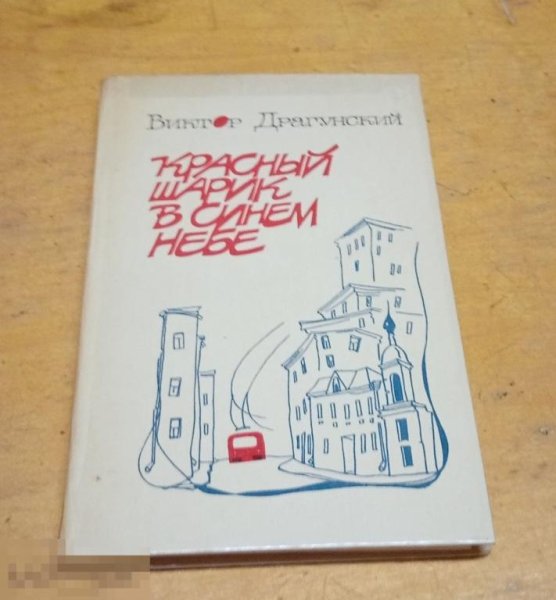 Виктор Драгунский
КРАСНЫЙ
ШАРИК
В СИНЕМ
НЕБЕ